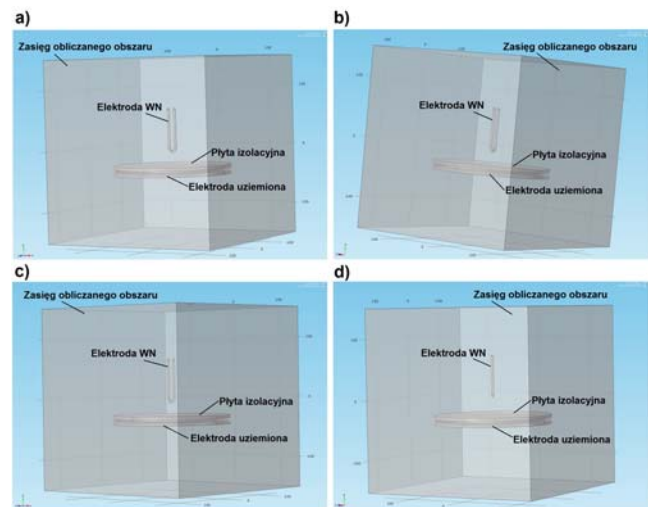 a)
Zasięg obliczanego obszaru
Elektroda WN
Płyta izolacyjna
Elektroda uziemiona
b)
Zasięg obliczanego obszaru
Elektroda WN
Płyta izolacyjna
Elektroda uziemiona
c)
Zasięg obliczanego obszaru
Elektroda WN
Płyta izolacyjna
Elektroda uziemiona
d)
Zasięg obliczanego obszaru
Elektroda WN
Płyta izolacyjna
Elektroda uziemiona